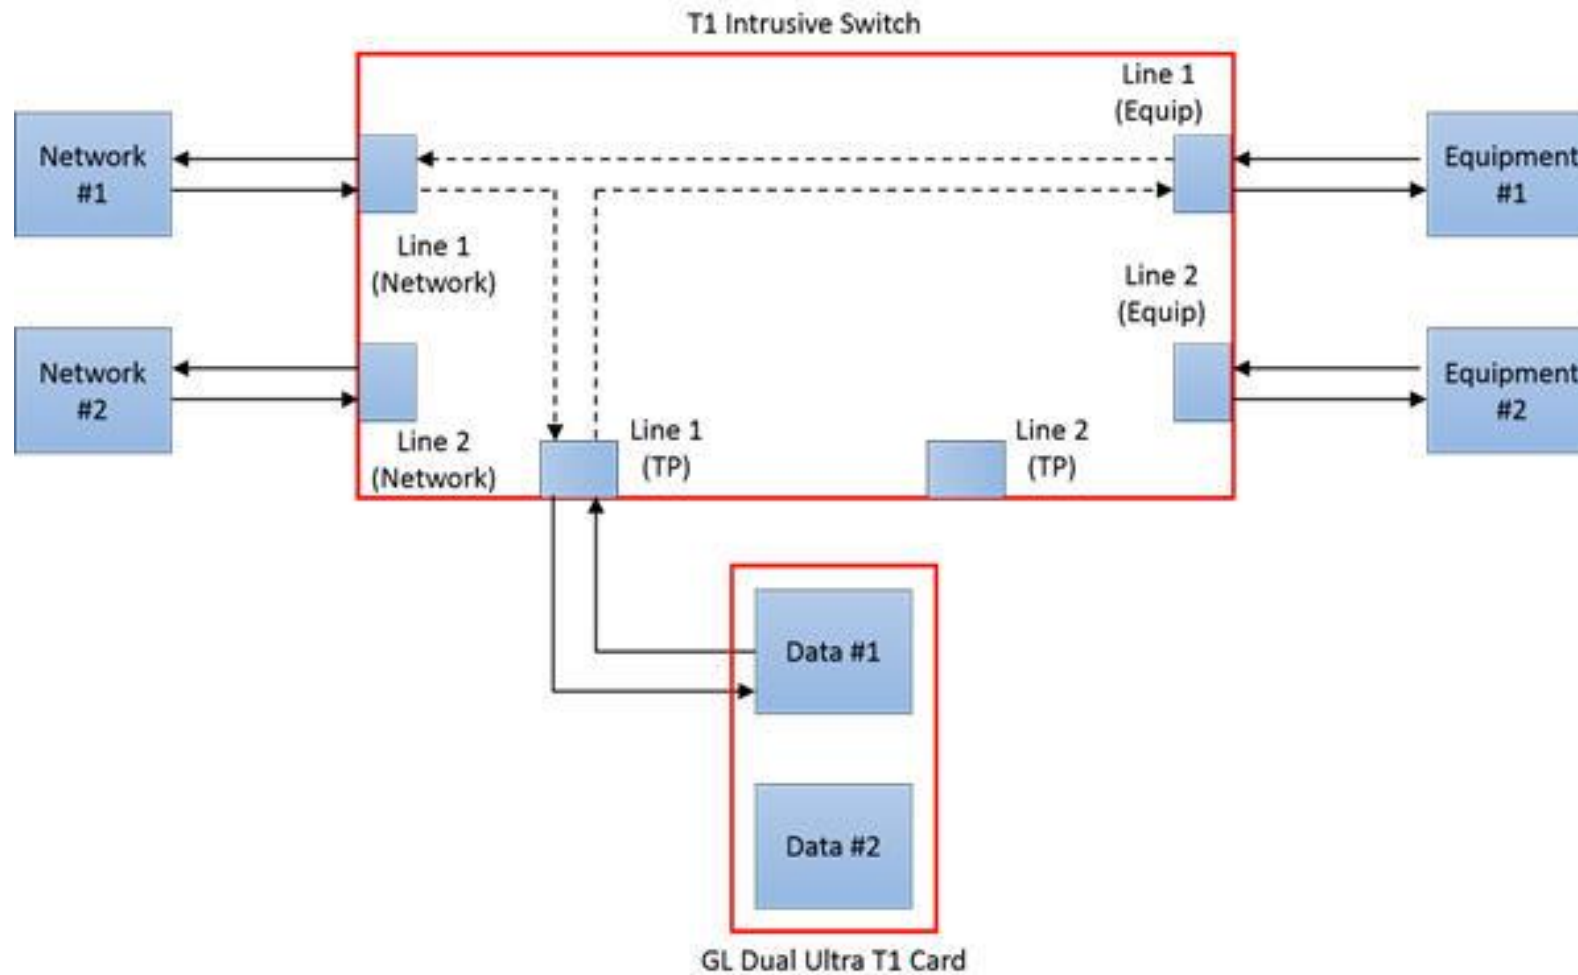 T1 Intrusive Switch
Line 1
(Equip)
Network
#1
Equipment
#1
Line 1
(Network)
Line 2
(Equip)
Network
#2
Equipment
#2
Line 2
(Network)
Line 1
(TP)
Line 2
(TP)
Data #1
Data #2
GL Dual Ultra T1 Card